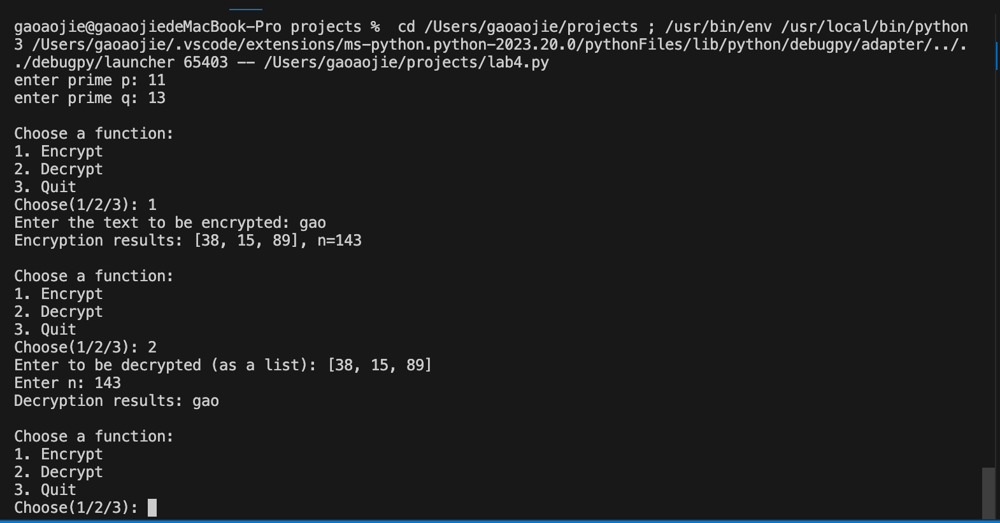 gaoaojie@gaoaojiedeMacBook-Pro projects %  cd /Users/gaoaojie/projects ; /usr/bin/env /usr/local/bin/python
3 /Users/gaoaojie/.vscode/extensions/ms-python.python-2023.20.0/pythonFiles/lib/python/debugpy/adapter/../.
./debugpy/launcher 65403 -- /Users/gaoaojie/projects/lab4.py
enter prime p: 11
enter prime q: 13
Choose a function:
1. Encrypt
2. Decrypt
3. Quit
Choose(1/2/3): 1
Enter the text to be encrypted: gao
Encryption results: [38, 15, 89], n=143
Choose a function:
1. Encrypt
2. Decrypt
3. Quit
Choose(1/2/3): 2
Enter to be decrypted (as a list): [38, 15, 89]
Enter n: 143
Decryption results: gao
Choose a function:
1. Encrypt
2. Decrypt
3. Quit
Choose(1/2/3):